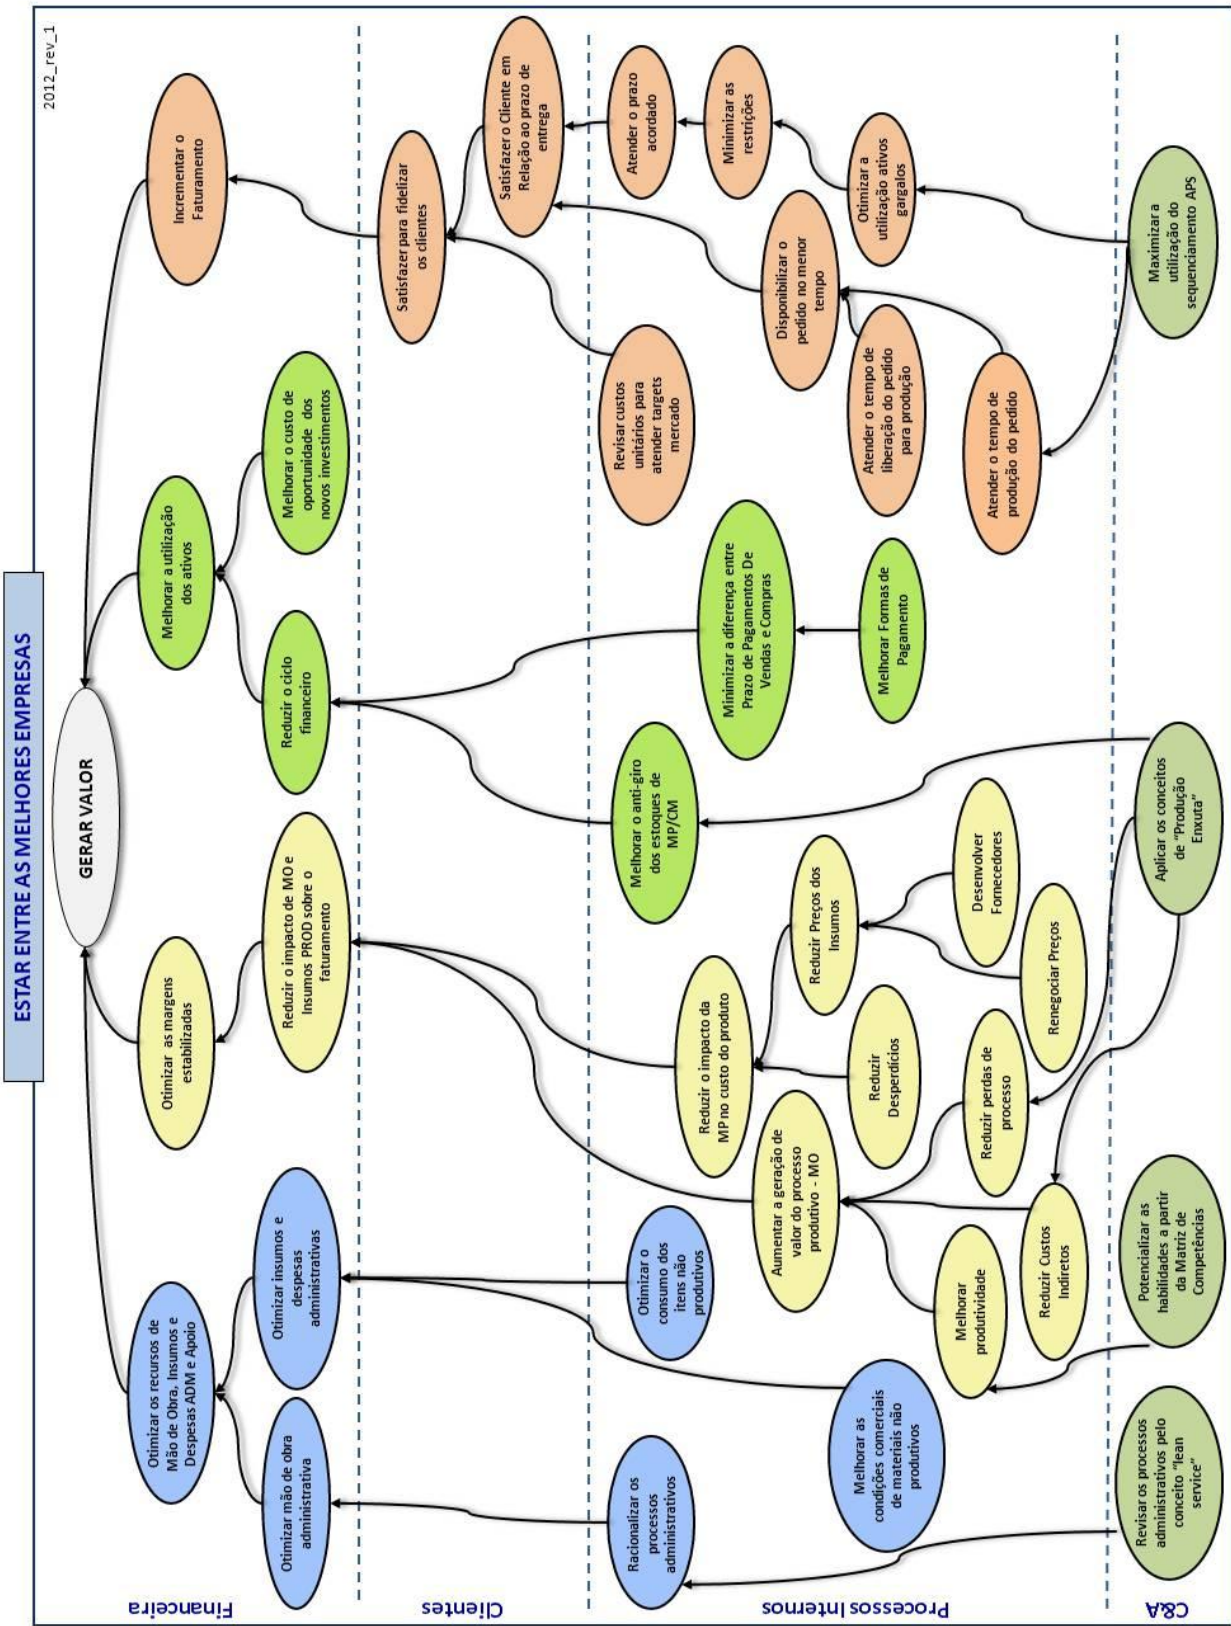 ESTAR ENTRE AS MELHORES EMPRESAS
2012_rev_1
GERAR VALOR
Financeira
Otimizar os recursos de
Mão de Obra, Insumos e
Despesas ADM e Apoio
Otimizar as margens
estabilizadas
Melhorar a utilização
dos ativos
Incrementar o
Faturamento
Otimizar mão de obra
administrativa
Otimizar insumos e
despesas
administrativas
Reduzir o impacto de MO e
Insumos PROD sobre o
faturamento
Reduzir o ciclo
financeiro
Melhorar o custo de
oportunidade dos
novos investimentos
Clientes
Satisfazer para fidelizar
os clientes
Satisfazer o Cliente em
Relação ao prazo de
entrega
Processos Internos
Racionalizar os
processos
administrativos
Otimizar o
consumo dos
itens não
produtivos
Melhorar o anti-giro
dos estoques de
MP/CM
Revisar custos
unitários para
atender targets
mercado
Atender o prazo
acordado
Reduzir o impacto da
MP no custo do produto
Minimizar a diferença entre
Prazo de Pagamentos De
Vendas e Compras
Minimizar as
restrições
Aumentar a geração de
valor do processo
produtivo - MO
Reduzir Preços dos
Insumos
Disponibilizar o
pedido no menor
tempo
Melhorar as
condições comerciais
de materiais não
produtivos
Reduzir
Desperdícios
Melhorar Formas de
Pagamento
Atender o tempo de
liberação do pedido
para produção
Otimizar a
utilização ativos
gargalos
Melhorar
produtividade
Reduzir perdas de
processo
Desenvolver
Fornecedores
Atender o tempo de
produção do pedido
Reduzir Custos
Indiretos
Renegociar Preços
C&A
Revisar os processos
administrativos pelo
conceito "lean
service"
Potencializar as
habilidades a partir
da Matriz de
Competências
Aplicar os conceitos
de "Produção
Enxuta"
Maximizar a
utilização do
sequenciamento APS